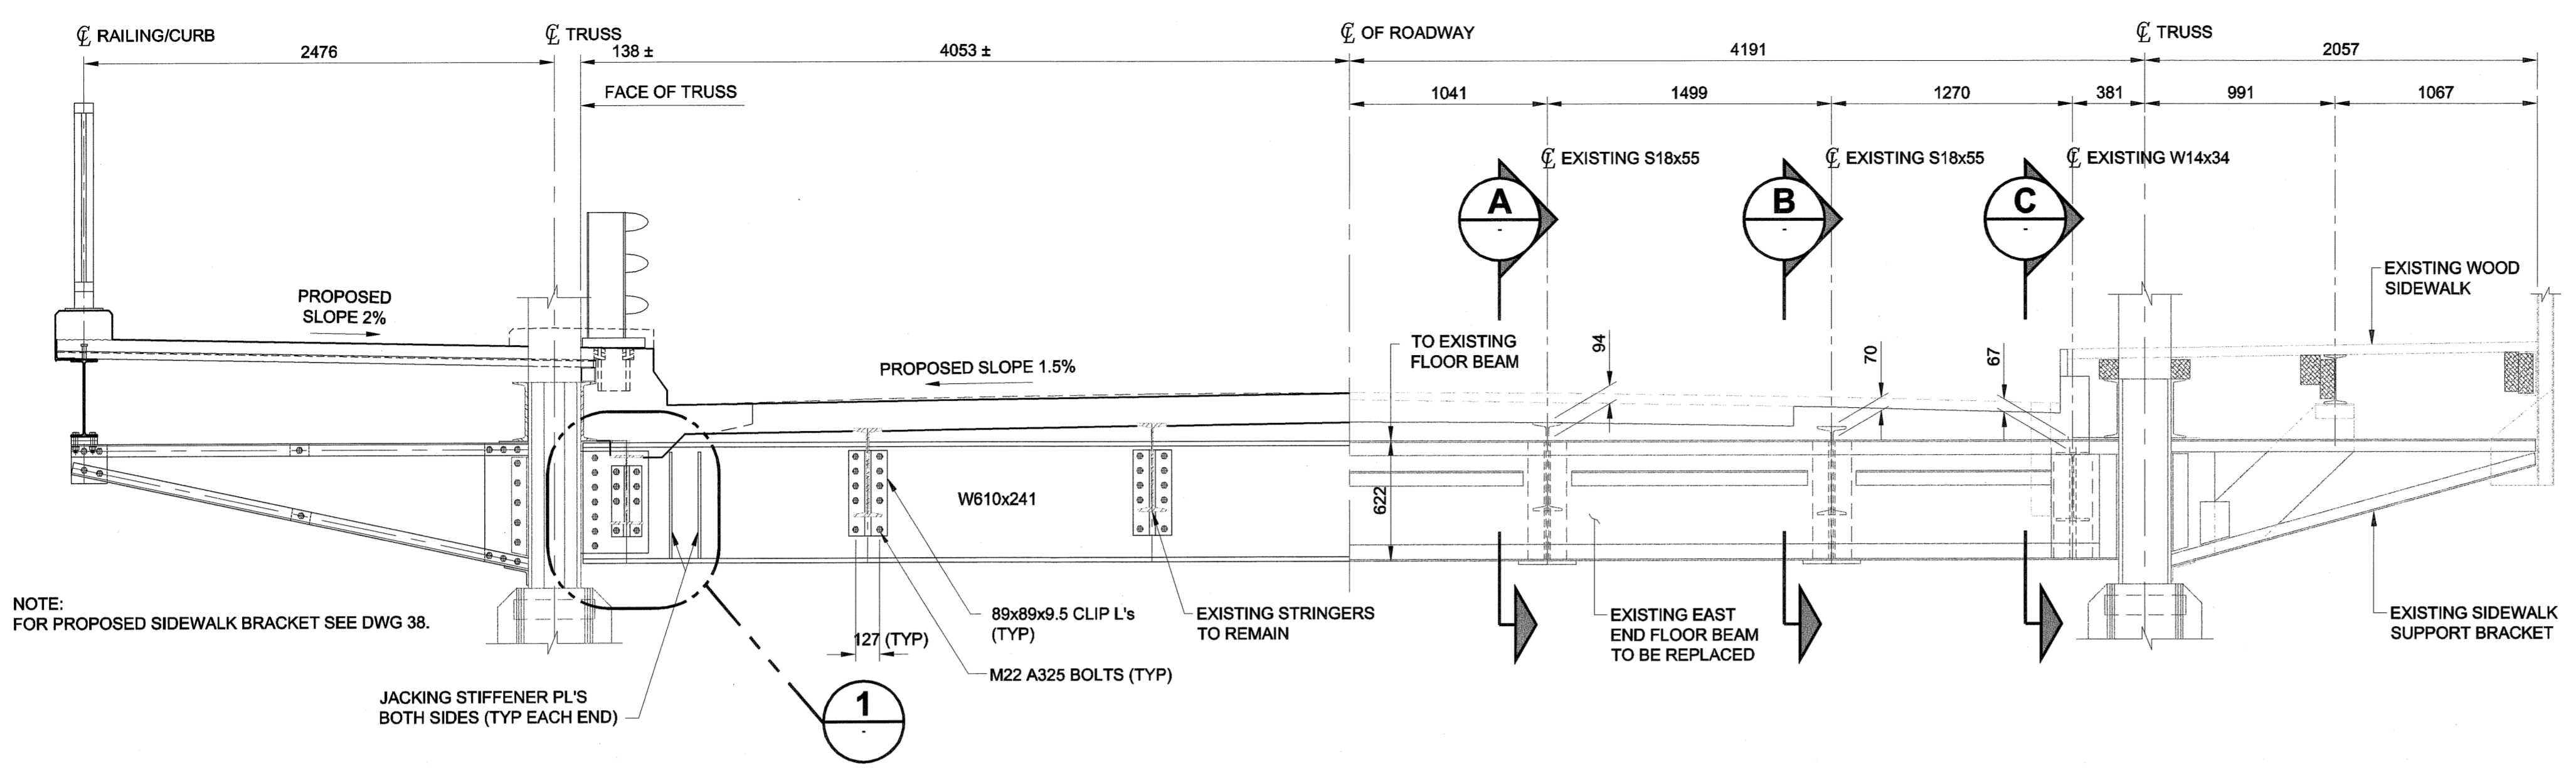 ℄ RAILING/CURB
℄ TRUSS
℄ OF ROADWAY
℄ TRUSS
2476
138 ±
4053 ±
4191
2057
FACE OF TRUSS
1041
1499
1270
381
991
1067
℄ EXISTING S18x55
℄ EXISTING S18x55
℄ EXISTING W14x34
A
-
B
-
C
-
PROPOSED
SLOPE 2%
EXISTING WOOD
SIDEWALK
TO EXISTING
FLOOR BEAM
94
70
67
PROPOSED SLOPE 1.5%
W610x241
622
NOTE:
FOR PROPOSED SIDEWALK BRACKET SEE DWG 38.
127 (TYP)
89x89x9.5 CLIP L's
(TYP)
EXISTING STRINGERS
TO REMAIN
EXISTING EAST
END FLOOR BEAM
TO BE REPLACED
EXISTING SIDEWALK
SUPPORT BRACKET
M22 A325 BOLTS (TYP)
JACKING STIFFENER PL'S
BOTH SIDES (TYP EACH END)
1
-